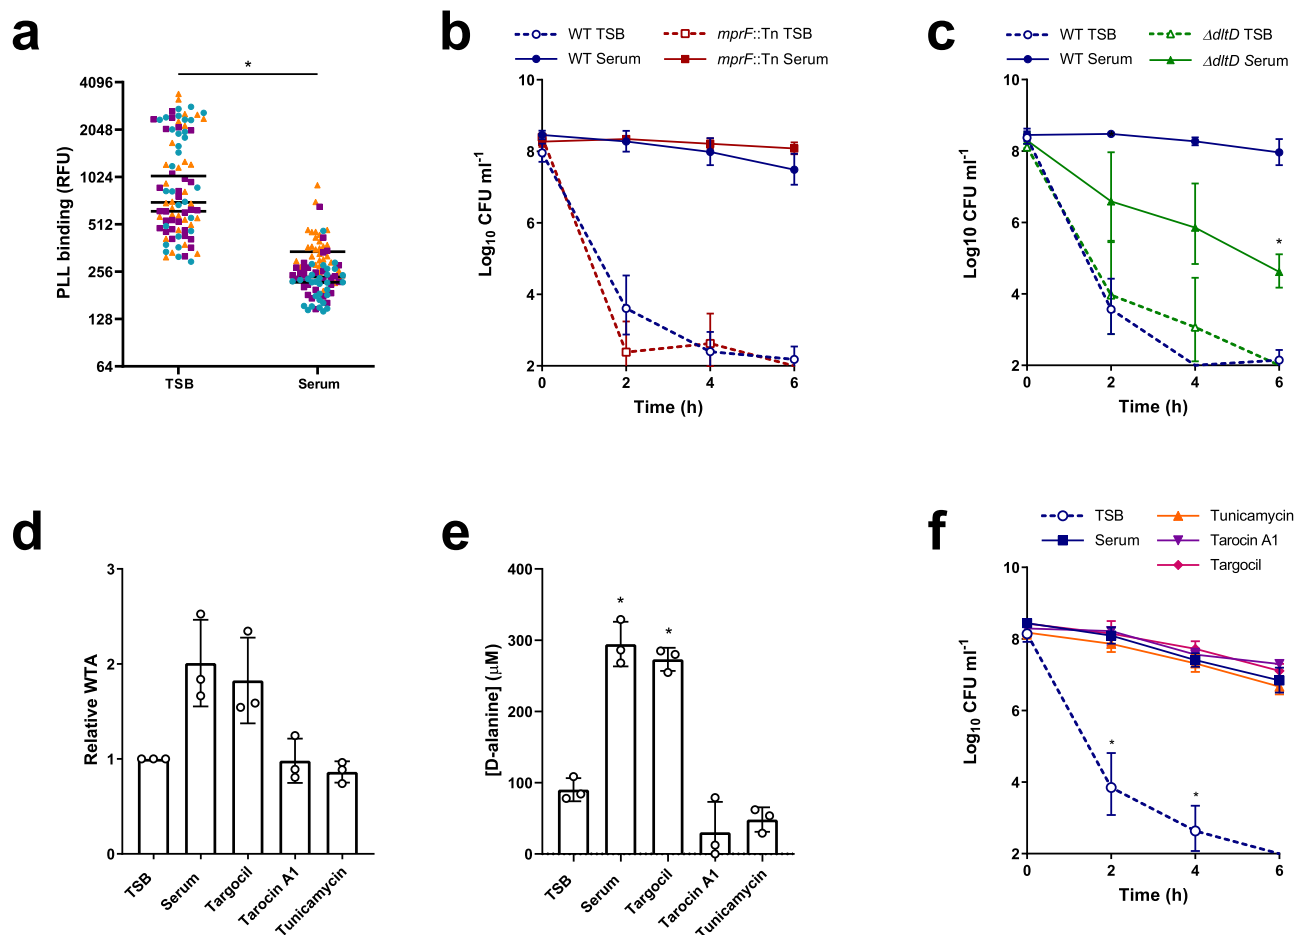 a
*
PLL binding (RFU)
4096
2048
1024
512
256
128
64
TSB
Serum
b
WT TSB
mprF::Tn TSB
WT Serum
mprF::Tn Serum
Log10 CFU ml-1
10
8
6
4
2
0
2
4
6
Time (h)
c
WT TSB
ΔdltD TSB
WT Serum
ΔdltD Serum
Log10 CFU ml-1
10
8
6
4
2
*
0
2
4
6
Time (h)
d
Relative WTA
3
2
1
0
TSB
Serum
Targocil
Tarocin A1
Tunicamycin
e
[D-alanine] (μM)
400
300
200
100
0
*
*
TSB
Serum
Targocil
Tarocin A1
Tunicamycin
f
TSB
Tunicamycin
Serum
Tarocin A1
Targocil
Log10 CFU ml-1
10
8
6
4
2
*
*
0
2
4
6
Time (h)